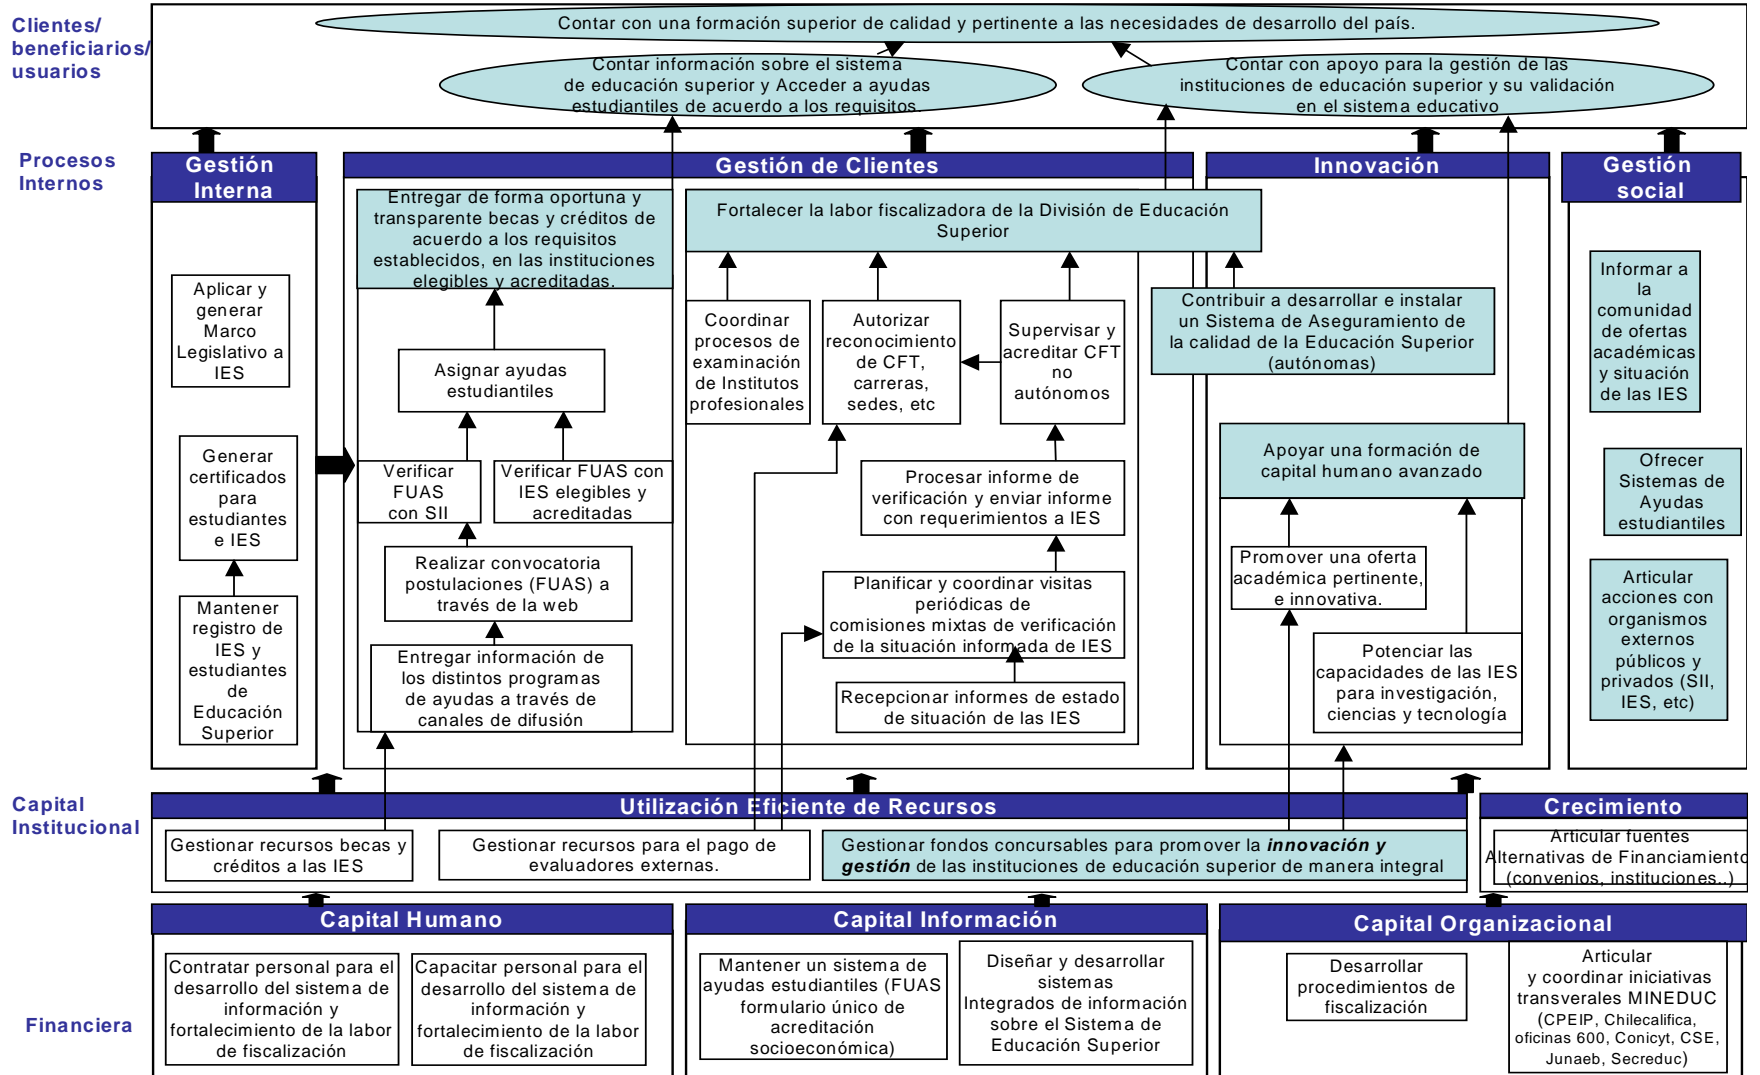 Clientes/
beneficiarios/
usuarios
Contar con una formación superior de calidad y pertinente a las necesidades de desarrollo del país.
Contar información sobre el sistema
de educación superior y Acceder a ayudas
estudiantiles de acuerdo a los requisitos.
Contar con apoyo para la gestión de las
instituciones de educación superior y su validación
en el sistema educativo
Procesos
Internos
Gestión
Interna
Aplicar y
generar
Marco
Legislativo a
IES
Generar
certificados
para
estudiantes
e IES
Mantener
registro de
IES y
estudiantes
de
Educación
Superior
Gestión de Clientes
Entregar de forma oportuna y
transparente becas y créditos de
acuerdo a los requisitos
establecidos, en las instituciones
elegibles y acreditadas.
Asignar ayudas
estudiantiles
Verificar
FUAS
con SII
Verificar FUAS con
IES elegibles y
acreditadas
Realizar convocatoria
postulaciones (FUAS) a
través de la web
Entregar información de
los distintos programas
de ayudas a través de
canales de difusión
Fortalecer la labor fiscalizadora de la División de Educación
Superior
Coordinar
procesos de
examinación
de Institutos
profesionales
Autorizar
reconocimiento
de CFT,
carreras,
sedes, etc
Supervisar y
acreditar CFT
no
autónomos
Procesar informe de
verificación y enviar informe
con requerimientos a IES
Planificar y coordinar visitas
periódicas de
comisiones mixtas de verificación
de la situación informada de IES
Recepcionar informes de estado
de situación de las IES
Innovación
Contribuir a desarrollar e instalar
un Sistema de Aseguramiento de
la calidad de la Educación Superior
(autónomas)
Apoyar una formación de
capital humano avanzado
Promover una oferta
académica pertinente,
e innovativa.
Potenciar las
capacidades de las IES
para investigación,
ciencias y tecnología
Gestión
social
Informar a
la
comunidad
de ofertas
académicas
y situación
de las IES
Ofrecer
Sistemas de
Ayudas
estudiantiles
Articular
acciones con
organismos
externos
públicos y
privados (SII,
IES, etc)
Capital
Institucional
Utilización Eficiente de Recursos
Gestionar recursos becas y
créditos a las IES
Gestionar recursos para el pago de
evaluadores externas.
Gestionar fondos concursables para promover la innovación y
gestión de las instituciones de educación superior de manera integral
Crecimiento
Articular fuentes
Alternativas de Financiamiento
(convenios, instituciones..)
Financiera
Capital Humano
Contratar personal para el
desarrollo del sistema de
información y
fortalecimiento de la labor
de fiscalización
Capacitar personal para el
desarrollo del sistema de
información y
fortalecimiento de la labor
de fiscalización
Capital Información
Mantener un sistema de
ayudas estudiantiles (FUAS
formulario único de
acreditación
socioeconómica)
Diseñar y desarrollar
sistemas
Integrados de información
sobre el Sistema de
Educación Superior
Capital Organizacional
Desarrollar
procedimientos de
fiscalización
Articular
y coordinar iniciativas
transverales MINEDUC
(CPEIP, Chilecalifica,
oficinas 600, Conicyt, CSE,
Junaeb, Secreduc)